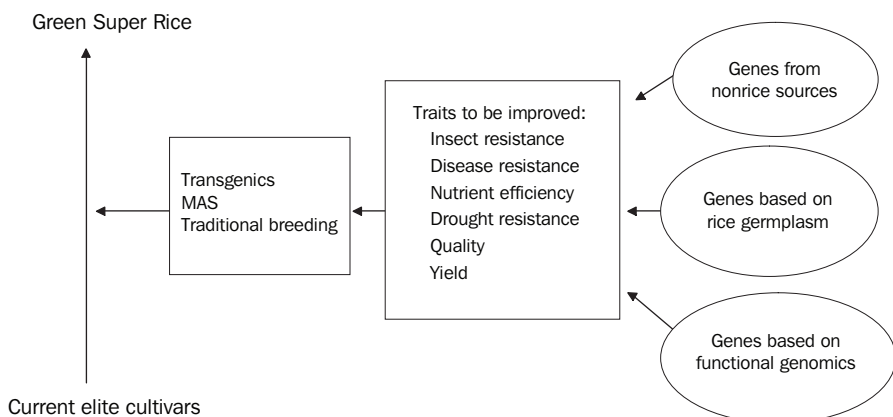 Green Super Rice
Current elite cultivars
Transgenics
MAS
Traditional breeding
Traits to be improved:
Insect resistance
Disease resistance
Nutrient efficiency
Drought resistance
Quality
Yield
Genes from
nonrice sources
Genes based on
rice germplasm
Genes based on
functional genomics